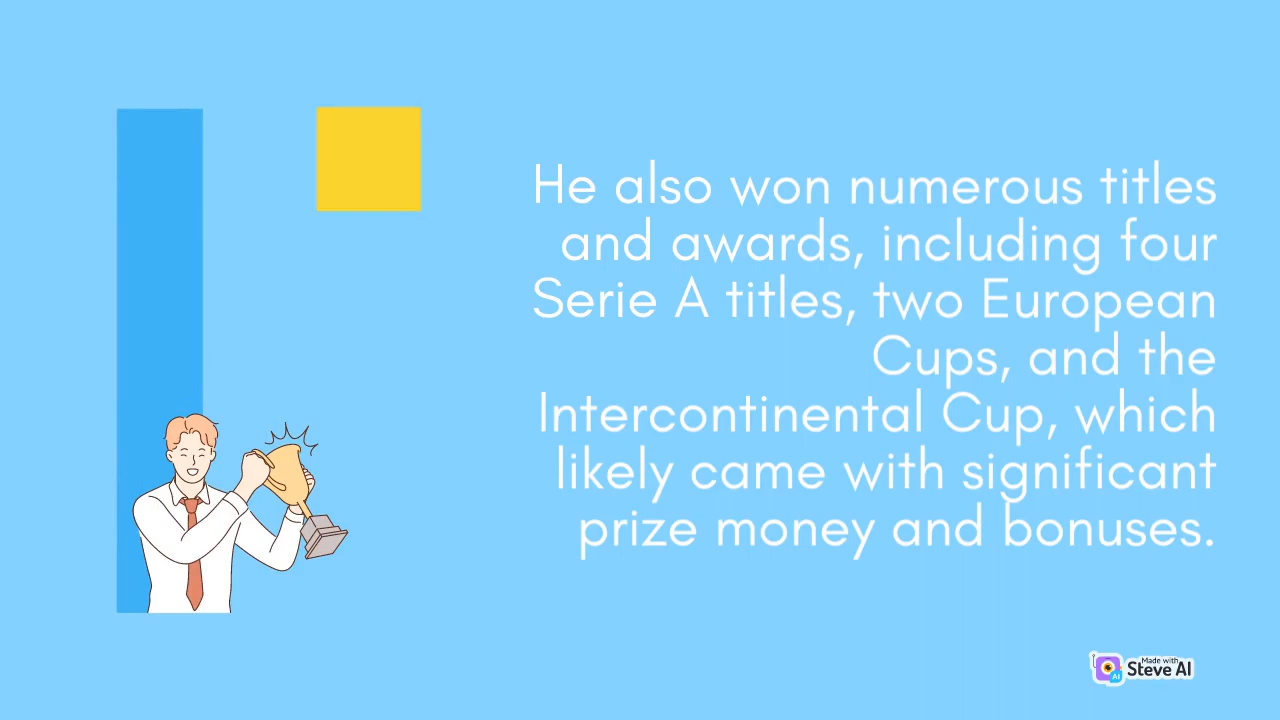 He also won numerous titles
and awards, including four
Serie A titles, two European
Cups, and the
Intercontinental Cup, which
likely came with significant
prize money and bonuses.
Made with
Steve AI
AI